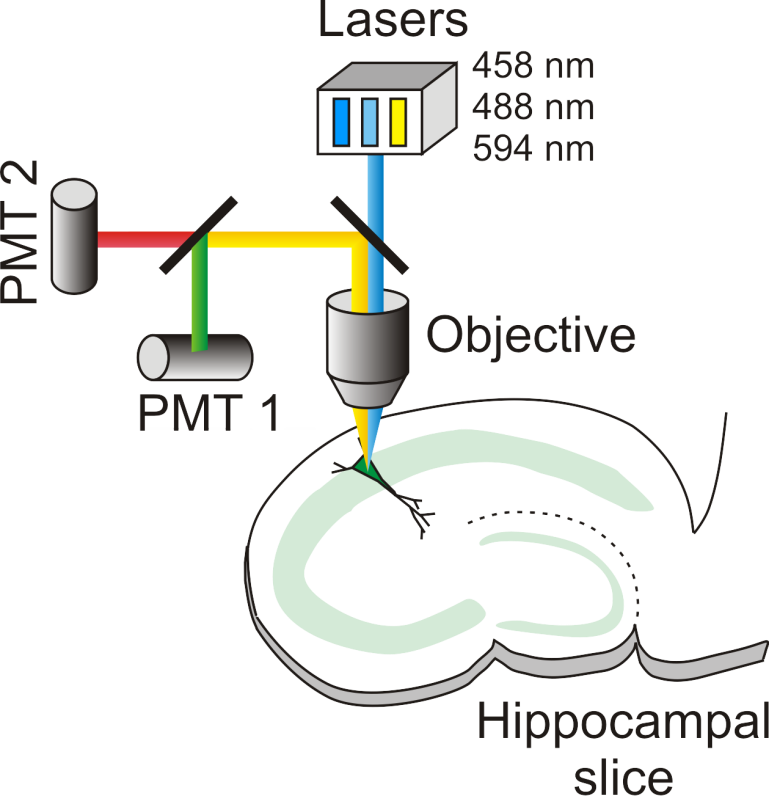 Lasers
458 nm
488 nm
594 nm
PMT 2
Objective
PMT 1
Hippocampal
slice